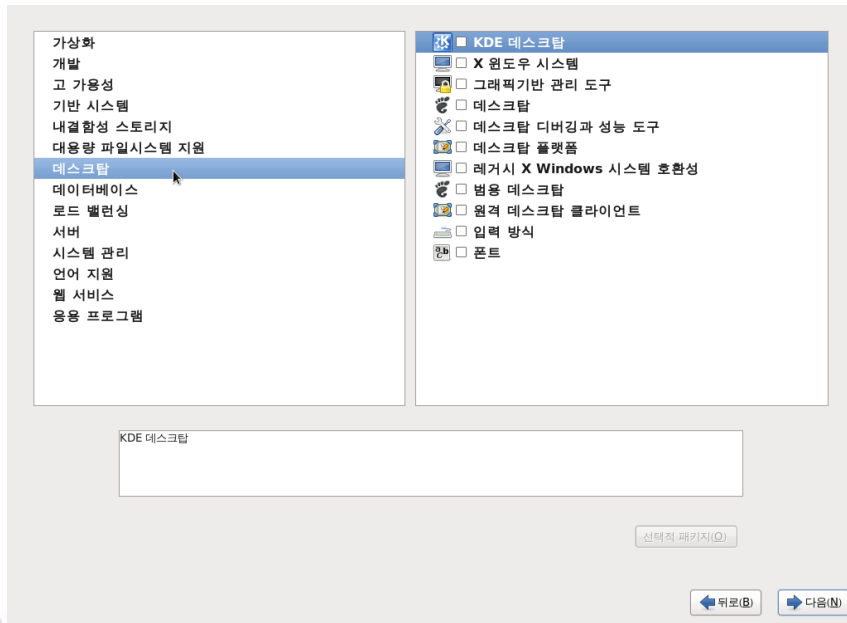 가상화
개발
고 가용성
기반 시스템
내결함성 스토리지
대용량 파일시스템 지원
데스크탑
데이터베이스
로드 밸런싱
서버
시스템 관리
언어 지원
웹 서비스
응용 프로그램
KDE 데스크탑
X 윈도우 시스템
그래픽기반 관리 도구
데스크탑
데스크탑 디버깅과 성능 도구
데스크탑 플랫폼
레거시 X Windows 시스템 호환성
범용 데스크탑
원격 데스크탑 클라이언트
입력 방식
폰트
KDE 데스크탑
선택적 패키지(O)
뒤로(B)
다음(N)